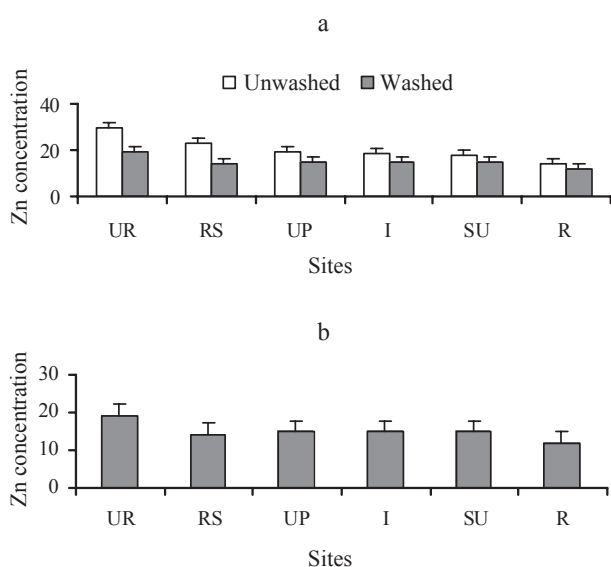 a
Unwashed Washed
Zn concentration
40
20
0
UR RS UP I SU R
Sites
b
Zn concentration
30
20
10
0
UR RS UP I SU R
Sites